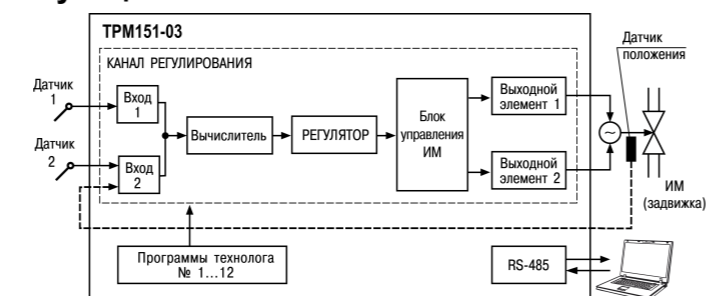 ТРМ151-03
КАНАЛ РЕГУЛИРОВАНИЯ
Датчик
1
Датчик
2
Вход
1
Вход
2
Вычислитель
РЕГУЛЯТОР
Блок
управления
ИМ
Выходной
элемент 1
Выходной
элемент 2
~
Датчик
положения
ИМ
(задвижка)
Программы технолога
№ 1...12
RS-485